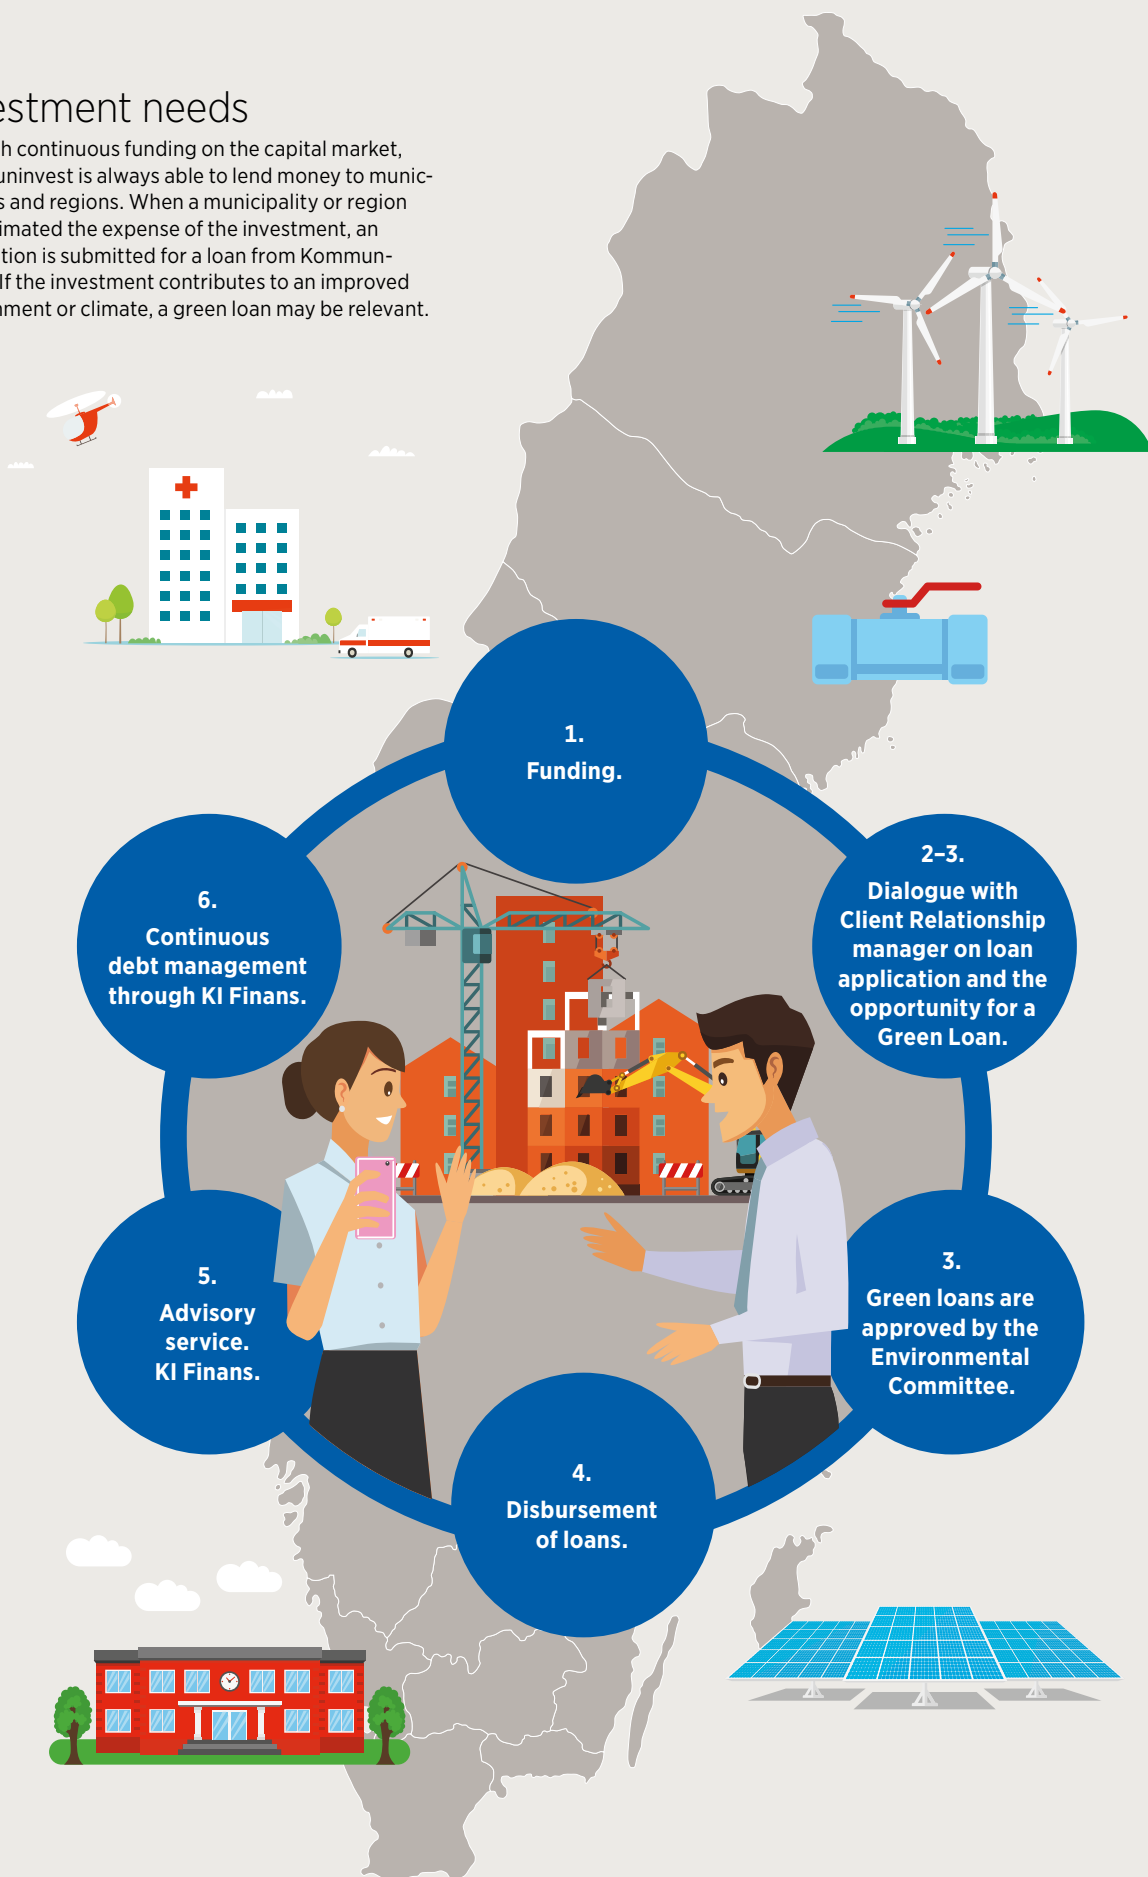 estment needs
h continuous funding on the capital market,
uninvest is always able to lend money to munic-
s and regions. When a municipality or region
imated the expense of the investment, an
tion is submitted for a loan from Kommun-
If the investment contributes to an improved
nment or climate, a green loan may be relevant.
1.
Funding.
2–3.
Dialogue with
Client Relationship
manager on loan
application and the
opportunity for a
Green Loan.
3.
Green loans are
approved by the
Environmental
Committee.
4.
Disbursement
of loans.
5.
Advisory
service.
KI Finans.
6.
Continuous
debt management
through KI Finans.